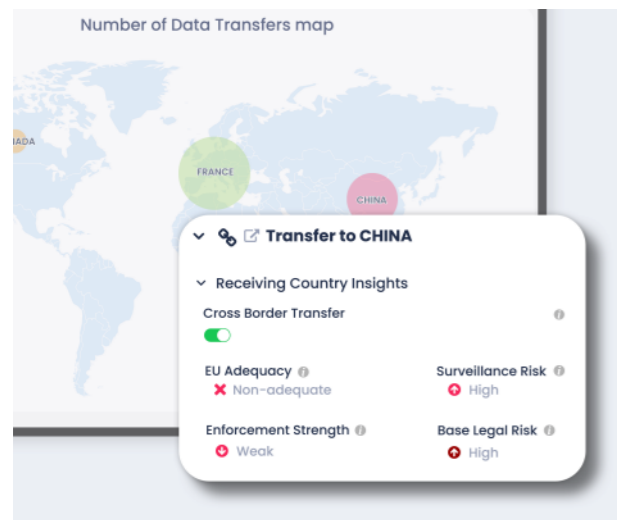 Number of Data Transfers map
ADA
FRANCE
CHINA
Transfer to CHINA
Receiving Country Insights
Cross Border Transfer
EU Adequacy
Surveillance Risk
Non-adequate
High
Enforcement Strength
Base Legal Risk
Weak
High